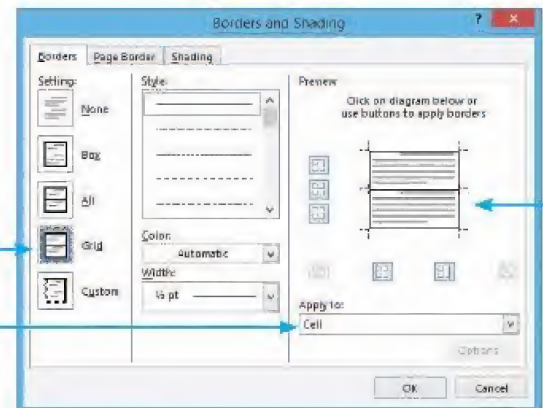 Borders and Shading
?
Borders Page Border Shading
Setting:
None
Box
All
Grid
Custom
Style:
Color:
Automatic
Width:
½ pt
Preview
Click on diagram below or
use buttons to apply borders
Apply to:
Cell
Options
OK Cancel